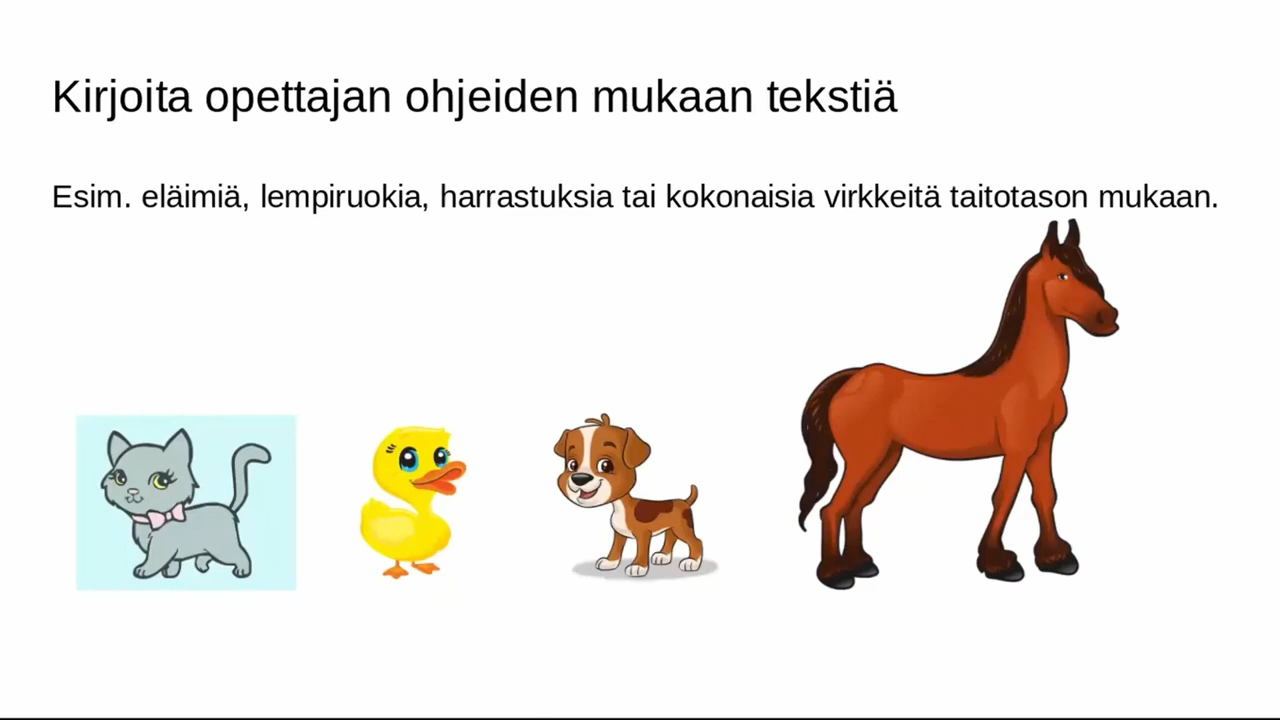 Kirjoita opettajan ohjeiden mukaan tekstiä
Esim. eläimiä, lempiruokia, harrastuksia tai kokonaisia virkkeitä taitotason mukaan.